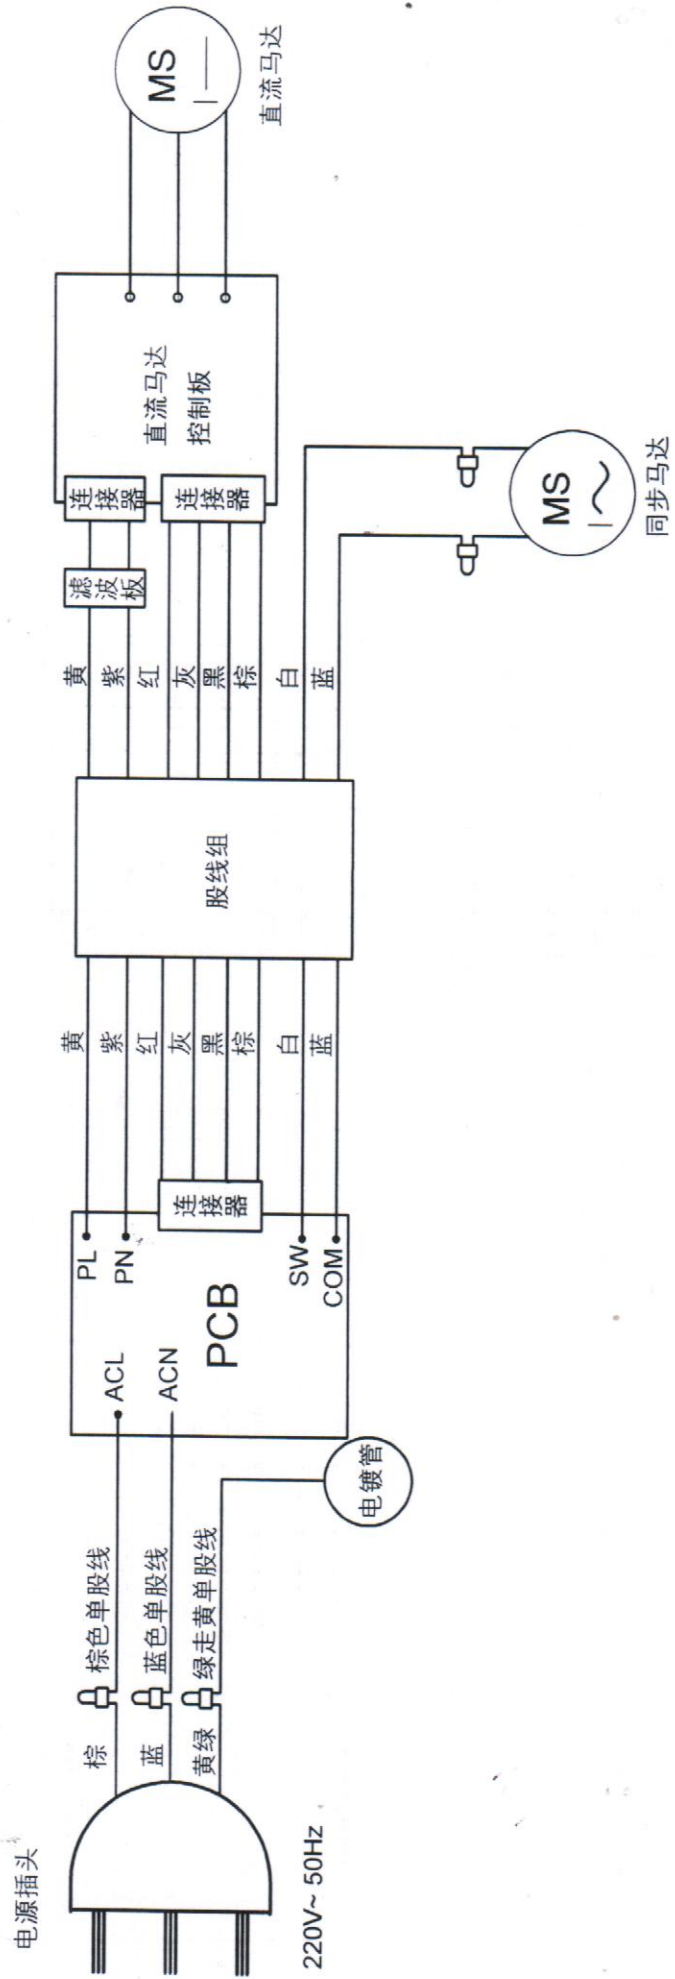 电源插头
220V~ 50Hz
棕
蓝
黄绿
棕色单股线
蓝色单股线
绿走黄单股线
电镀管
ACL
ACN
PCB
PL
PN
SW
COM
连接器
黄
紫
红
灰
黑
棕
白
蓝
股线组
黄
紫
红
灰
黑
棕
白
蓝
滤波板
连接器
连接器
直流马达
控制板
MS
同步马达
MS
直流马达